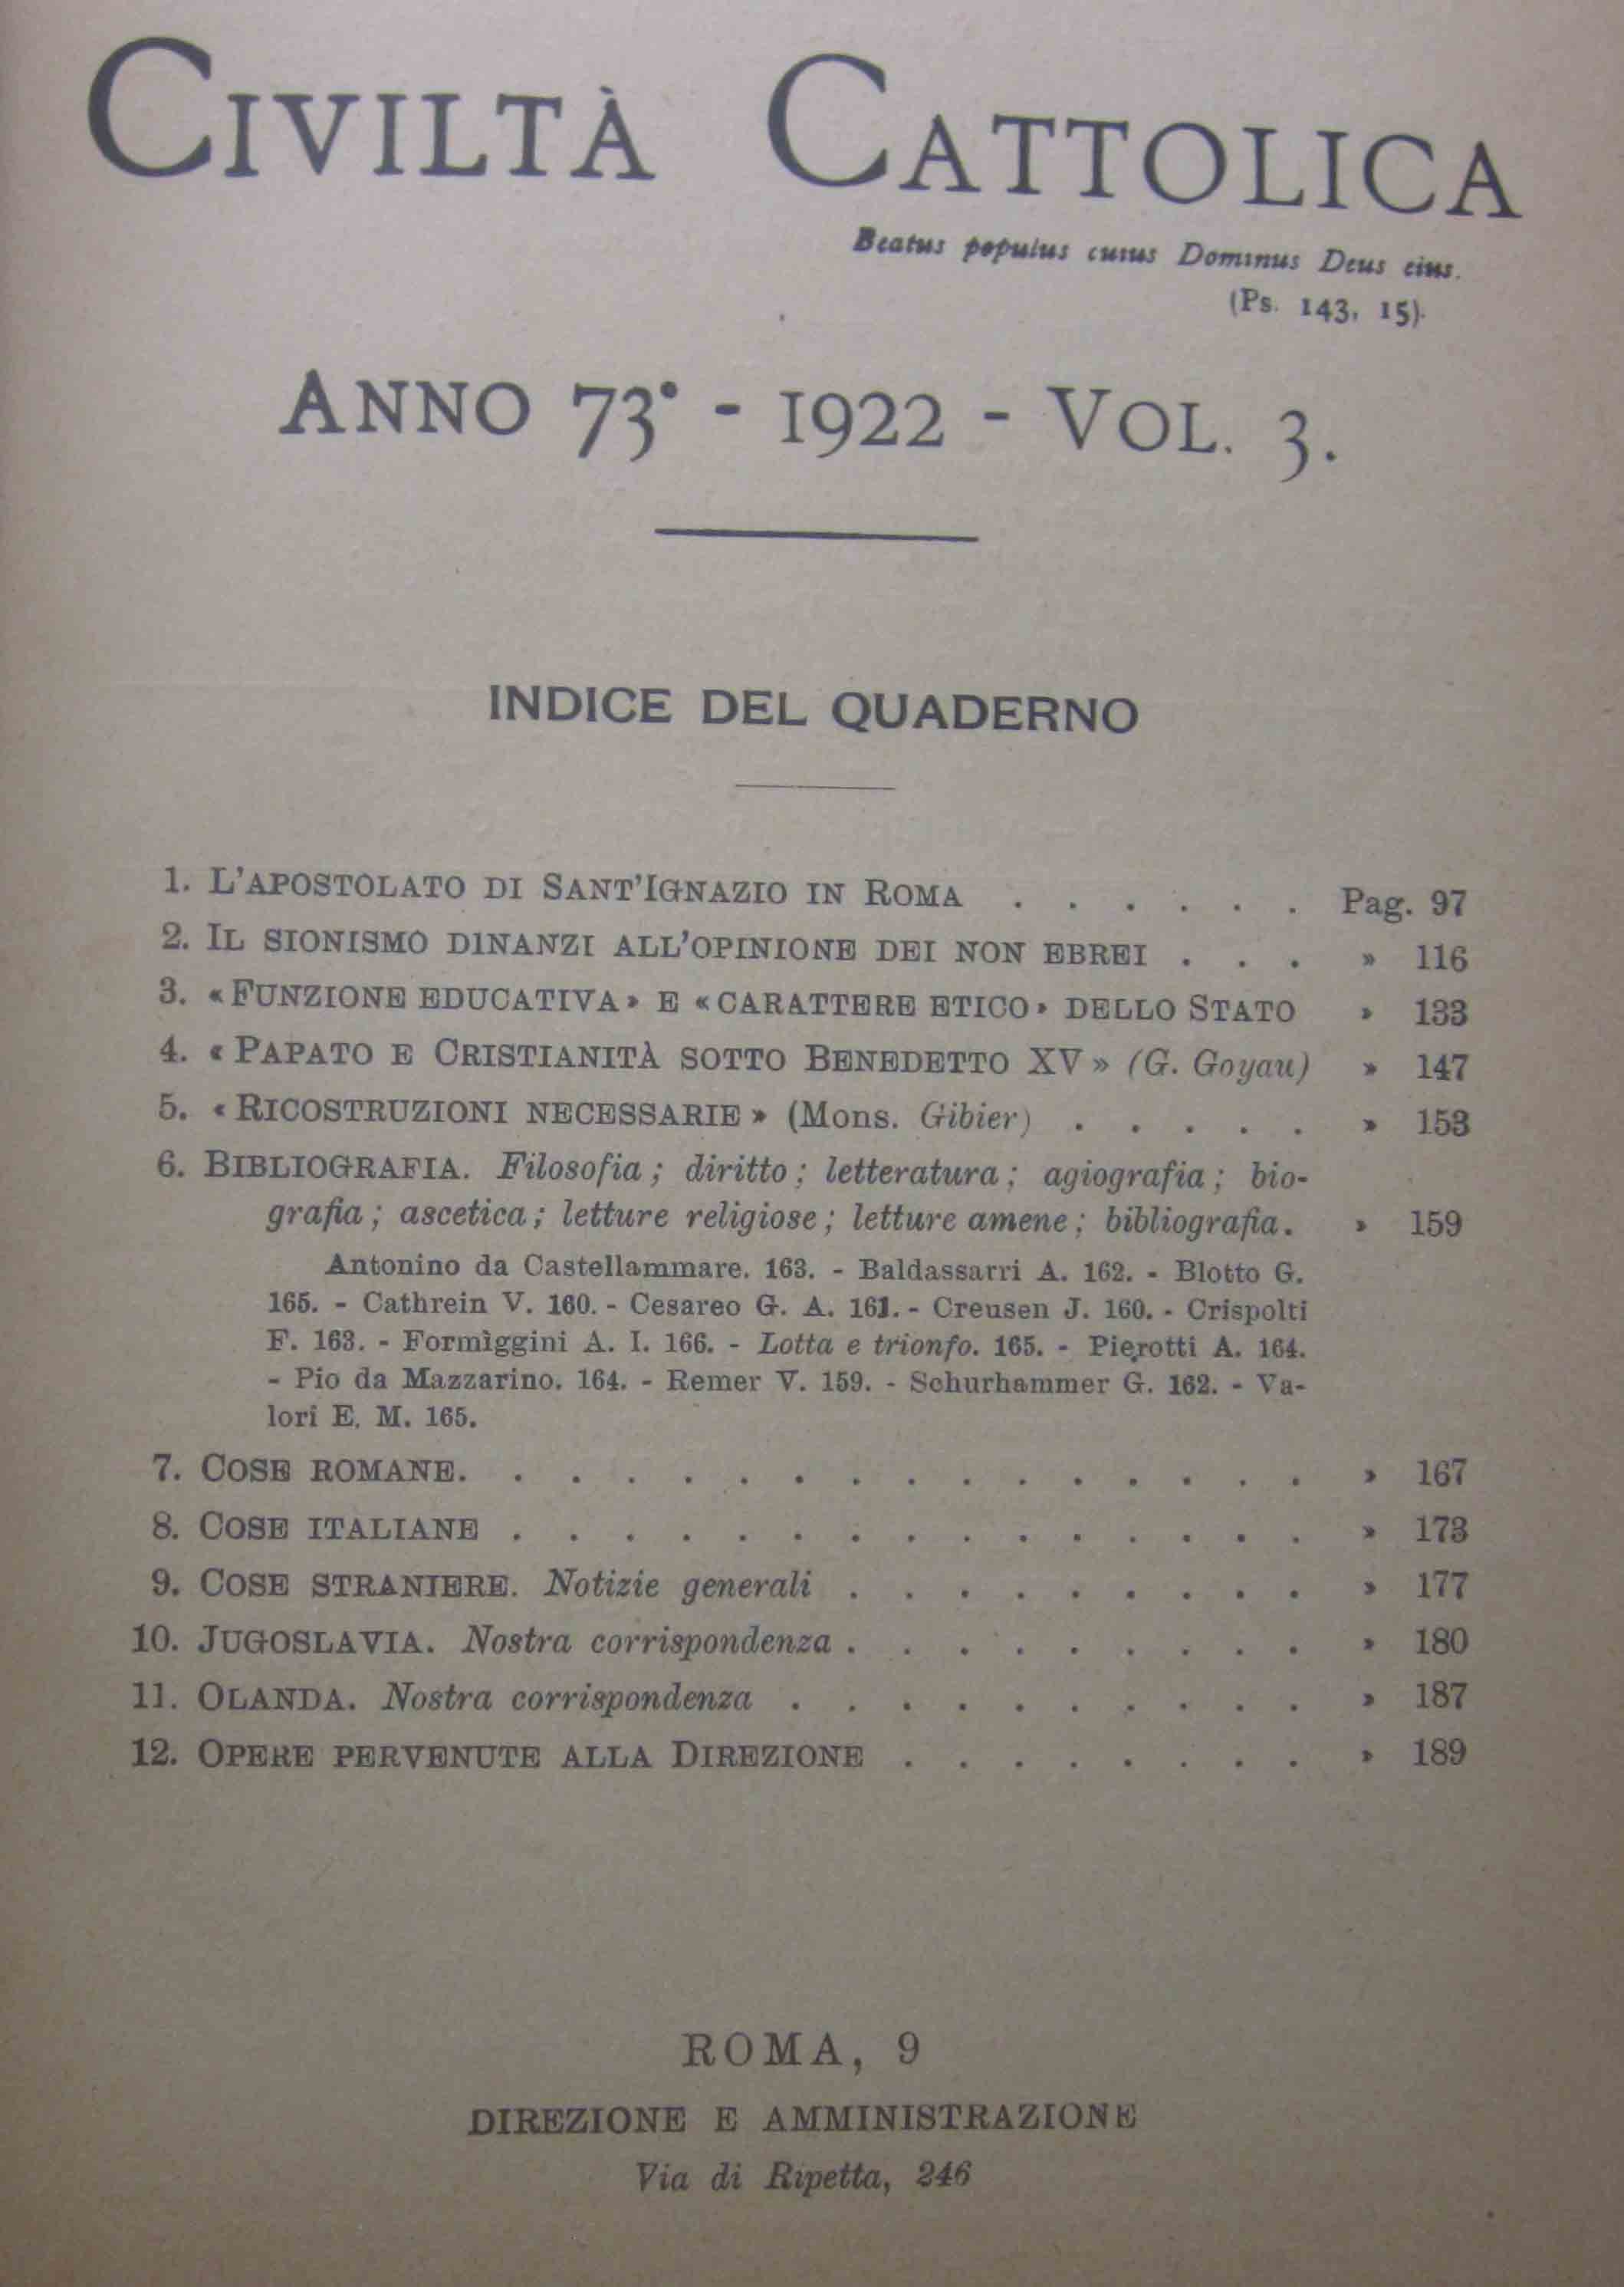 CIVILTÀ CATTOLICA
Beatus populus cuius Dominus Deus eius.
(Ps. 143, 15).
ANNO 73° - 1922 - VOL. 3.
INDICE DEL QUADERNO
1. L'APOSTOLATO DI SANT'IGNAZIO IN ROMA . . . . . . Pag. 97
2. IL SIONISMO DINANZI ALL'OPINIONE DEI NON EBREI . . . » 116
3. «FUNZIONE EDUCATIVA» E «CARATTERE ETICO» DELLO STATO » 133
4. «PAPATO E CRISTIANITÀ SOTTO BENEDETTO XV» (G. Goyau) » 147
5. «RICOSTRUZIONI NECESSARIE» (Mons. Gibier) . . . . . » 153
6. BIBLIOGRAFIA. Filosofia; diritto; letteratura; agiografia; bio-
grafia; ascetica; letture religiose; letture amene; bibliografia. » 159
Antonino da Castellammare. 163. - Baldassarri A. 162. - Blotto G.
165. - Cathrein V. 160. - Cesareo G. A. 161. - Creusen J. 160. - Crispolti
F. 163. - Formìggini A. I. 166. - Lotta e trionfo. 165. - Pierotti A. 164.
- Pio da Mazzarino. 164. - Remer V. 159. - Schurhammer G. 162. - Va-
lori E. M. 165.
7. COSE ROMANE. . . . . . . . . . . . . . . . » 167
8. COSE ITALIANE . . . . . . . . . . . . . . . » 173
9. COSE STRANIERE. Notizie generali . . . . . . . . . » 177
10. JUGOSLAVIA. Nostra corrispondenza . . . . . . . . . » 180
11. OLANDA. Nostra corrispondenza . . . . . . . . . . » 187
12. OPERE PERVENUTE ALLA DIREZIONE . . . . . . . . » 189
ROMA, 9
DIREZIONE E AMMINISTRAZIONE
Via di Ripetta, 246